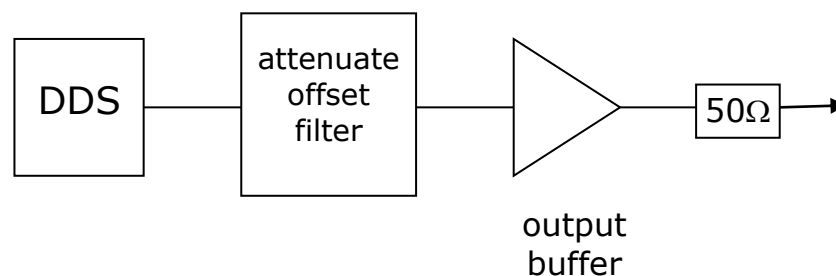 DDS
attenuate
offset
filter
50Ω
output
buffer